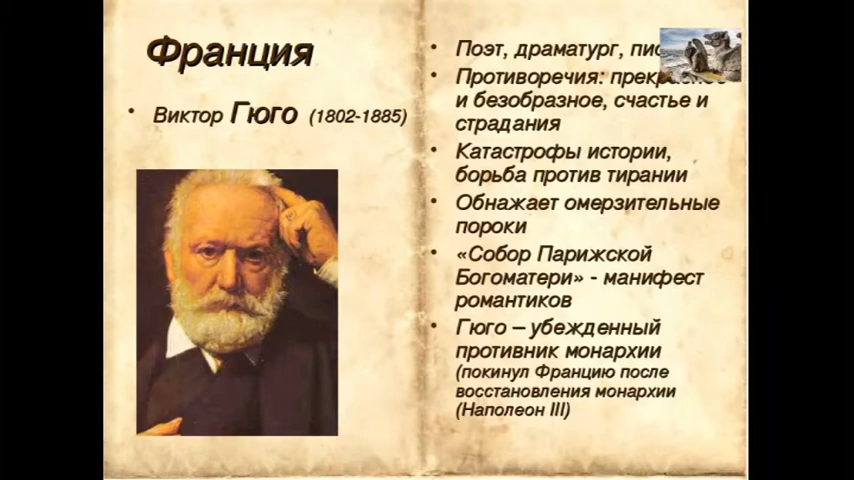 Франция
• Виктор Гюго (1802-1885)
• Поэт, драматург,
• Противоречия: прекрасное
и безобразное, счастье и
страдания
• Катастрофы истории,
борьба против тирании
• Обнажает омерзительные
пороки
• «Собор Парижской
Богоматери» - манифест
романтиков
• Гюго – убежденный
противник монархии
(покинул Францию после
восстановления монархии
(Наполеон III)